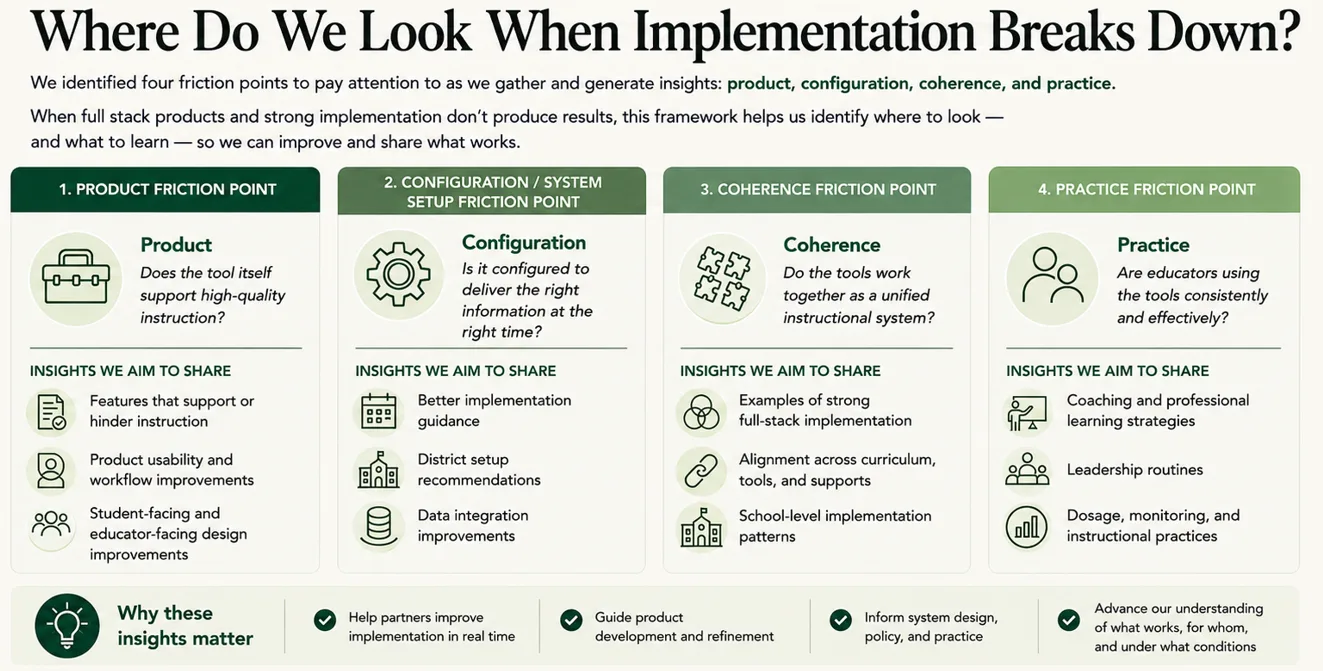 Where Do We Look When Implementation Breaks Down?
We identified four friction points to pay attention to as we gather and generate insights: product, configuration, coherence, and practice.
When full stack products and strong implementation don't produce results, this framework helps us identify where to look —
and what to learn — so we can improve and share what works.
1. PRODUCT FRICTION POINT
Product
Does the tool itself
support high-quality
instruction?
INSIGHTS WE AIM TO SHARE
Features that support or
hinder instruction
Product usability and
workflow improvements
Student-facing and
educator-facing design
improvements
2. CONFIGURATION / SYSTEM
SETUP FRICTION POINT
Configuration
Is it configured to
deliver the right
information at the
right time?
INSIGHTS WE AIM TO SHARE
Better implementation
guidance
District setup
recommendations
Data integration
improvements
3. COHERENCE FRICTION POINT
Coherence
Do the tools work
together as a unified
instructional system?
INSIGHTS WE AIM TO SHARE
Examples of strong
full-stack implementation
Alignment across curriculum,
tools, and supports
School-level implementation
patterns
4. PRACTICE FRICTION POINT
Practice
Are educators using
the tools consistently
and effectively?
INSIGHTS WE AIM TO SHARE
Coaching and professional
learning strategies
Leadership routines
Dosage, monitoring, and
instructional practices
Why these
insights matter
Help partners improve
implementation in real time
Guide product
development and refinement
Inform system design,
policy, and practice
Advance our understanding
of what works, for whom,
and under what conditions